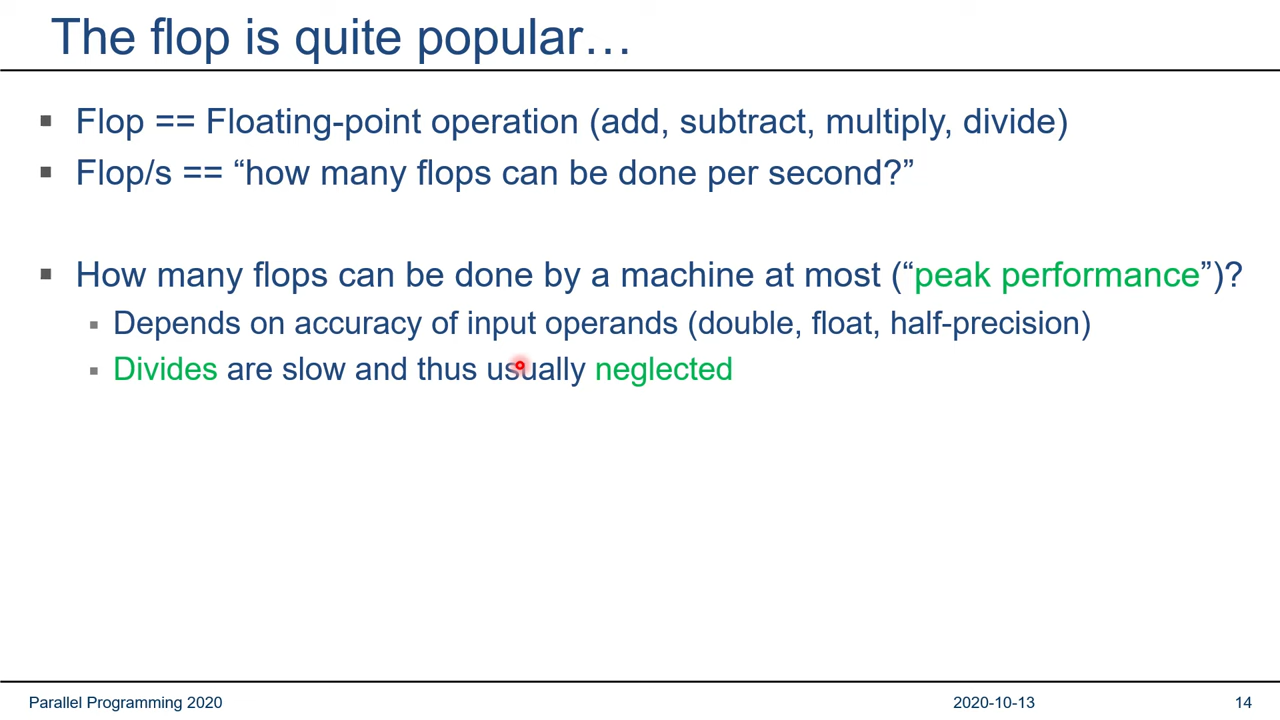 The flop is quite popular…
▪ Flop == Floating-point operation (add, subtract, multiply, divide)
▪ Flop/s == “how many flops can be done per second?”
▪ How many flops can be done by a machine at most (“peak performance”)?
▪ Depends on accuracy of input operands (double, float, half-precision)
▪ Divides are slow and thus usually neglected
Parallel Programming 2020 2020-10-13 14